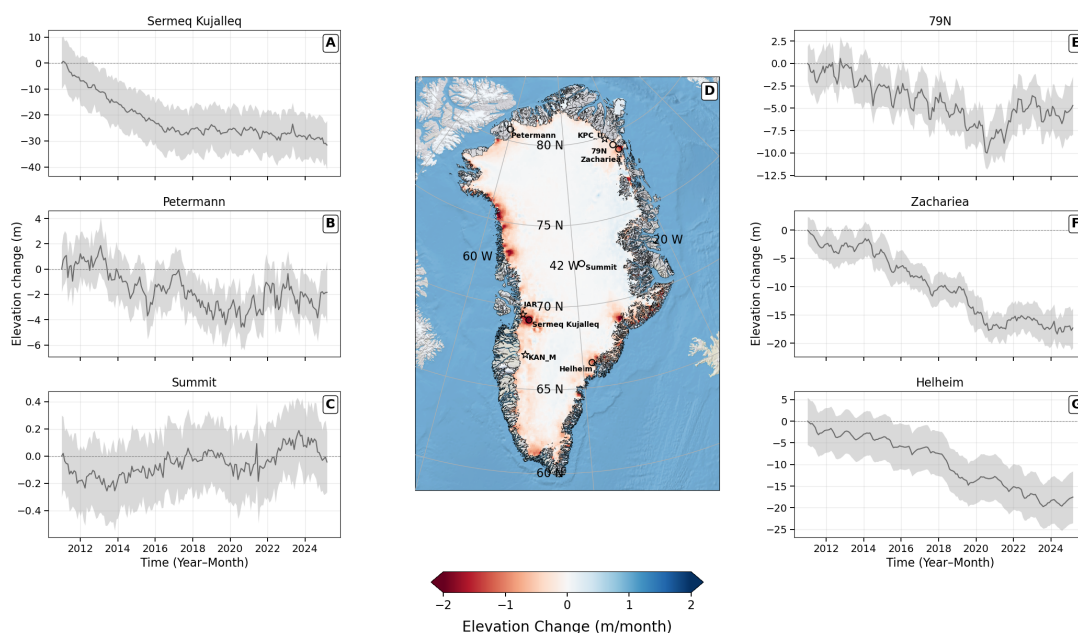 Sermeq Kujalleq
A
10
0
−10
−20
−30
−40
Petermann
B
4
2
0
−2
−4
−6
Elevation change (m)
Summit
C
0.4
0.2
0.0
−0.2
−0.4
2012 2014 2016 2018 2020 2022 2024
Time (Year–Month)
D
Petermann
KPC_U
80 N
79N
Zachariea
75 N
20 W
60 W
42 W
Summit
JAR
70 N
Sermeq Kujalleq
KAN_M
Helheim
65 N
60 N
−2 −1 0 1 2
Elevation Change (m/month)
79N
E
2.5
0.0
−2.5
−5.0
−7.5
−10.0
−12.5
Zachariea
F
0
−5
−10
−15
−20
Elevation change (m)
Helheim
G
5
0
−5
−10
−15
−20
−25
2012 2014 2016 2018 2020 2022 2024
Time (Year–Month)